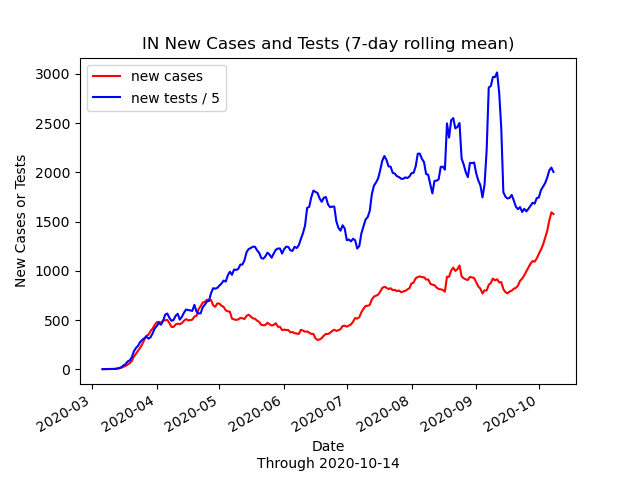 IN New Cases and Tests (7-day rolling mean)
new cases
new tests / 5
New Cases or Tests
3000
2500
2000
1500
1000
500
0
2020-03
2020-04
2020-05
2020-06
2020-07
2020-08
2020-09
2020-10
Date
Through 2020-10-14